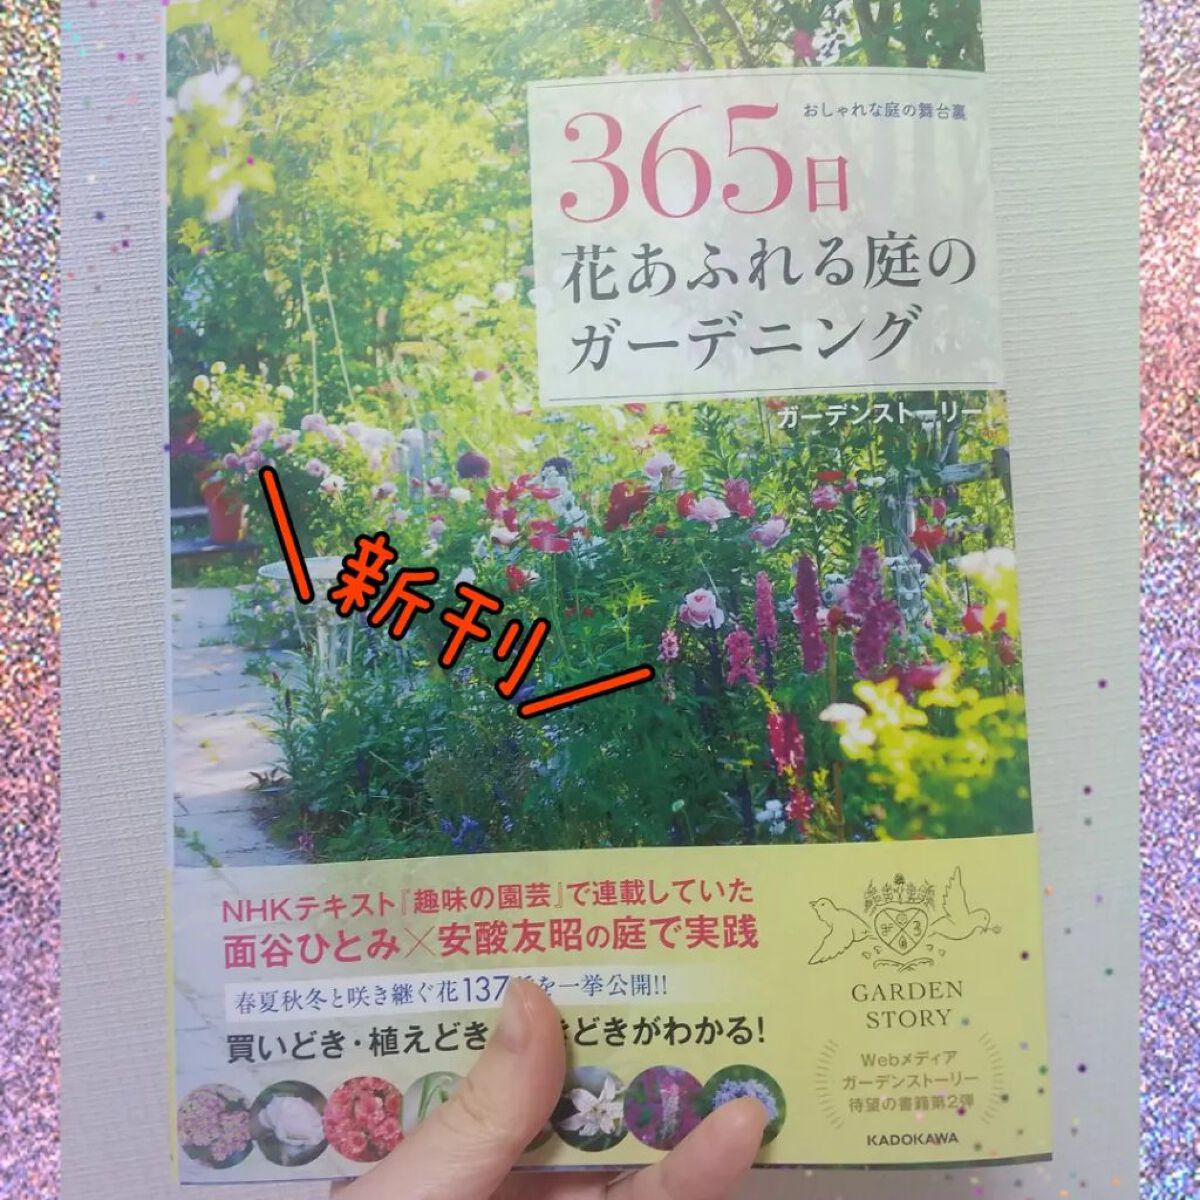 おしゃれな庭の舞台裏
365日
花あふれる庭の
ガーデニング
ガーデンストーリー
新刊
NHKテキスト『趣味の園芸』で連載していた
面谷ひとみ×安酸友昭の庭で実践
春夏秋冬と咲き継ぐ花137 を一挙公開!!
買いどき・植えどき きどきがわかる!
GARDEN
STORY
Webメディア
ガーデンストーリー
待望の書籍第2弾
KADOKAWA